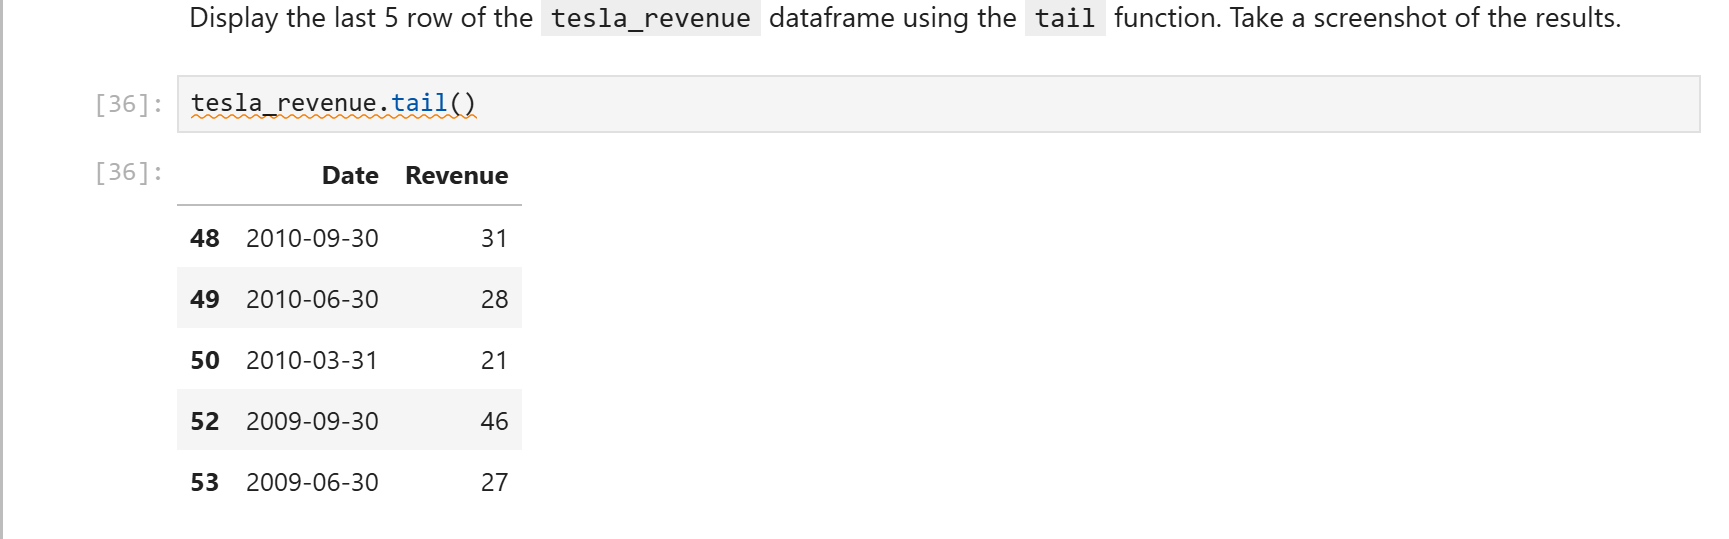 Display the last 5 row of the tesla_revenue dataframe using the tail function. Take a screenshot of the results.
[36]: tesla_revenue.tail()
[36]: Date Revenue
48 2010-09-30 31
49 2010-06-30 28
50 2010-03-31 21
52 2009-09-30 46
53 2009-06-30 27